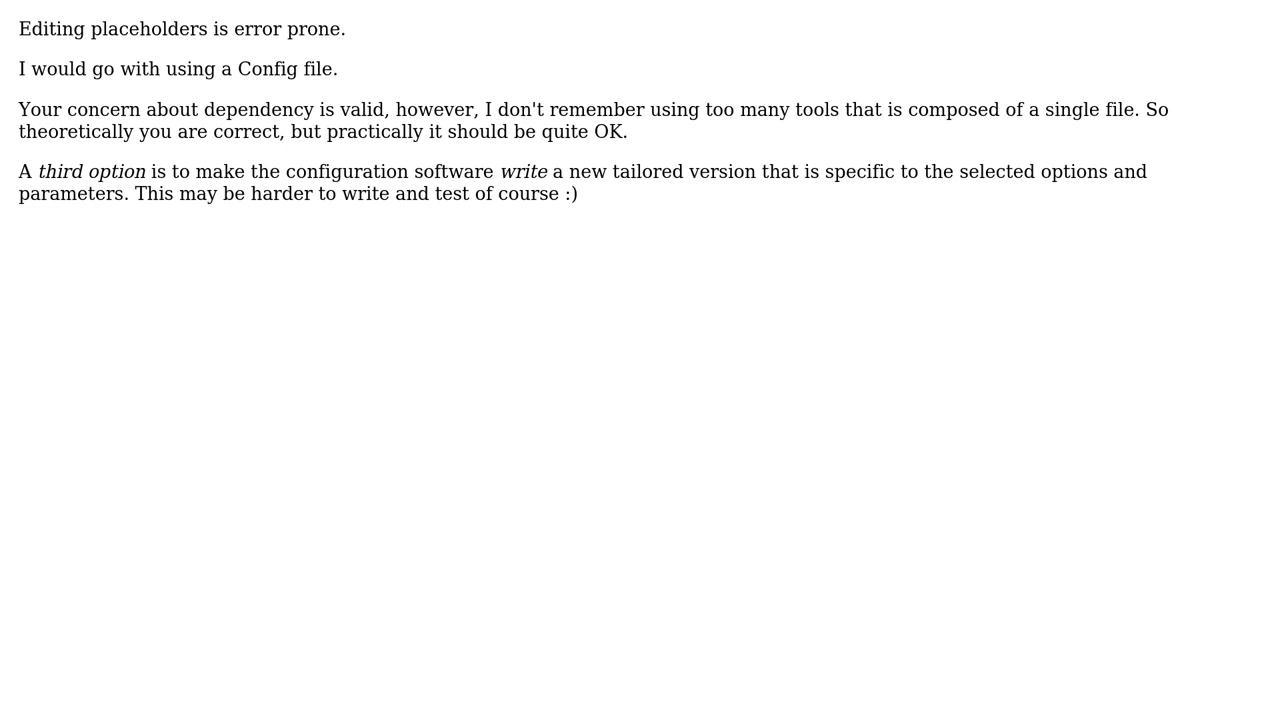 Editing placeholders is error prone.
I would go with using a Config file.
Your concern about dependency is valid, however, I don't remember using too many tools that is composed of a single file. So
theoretically you are correct, but practically it should be quite OK.
A third option is to make the configuration software write a new tailored version that is specific to the selected options and
parameters. This may be harder to write and test of course :)